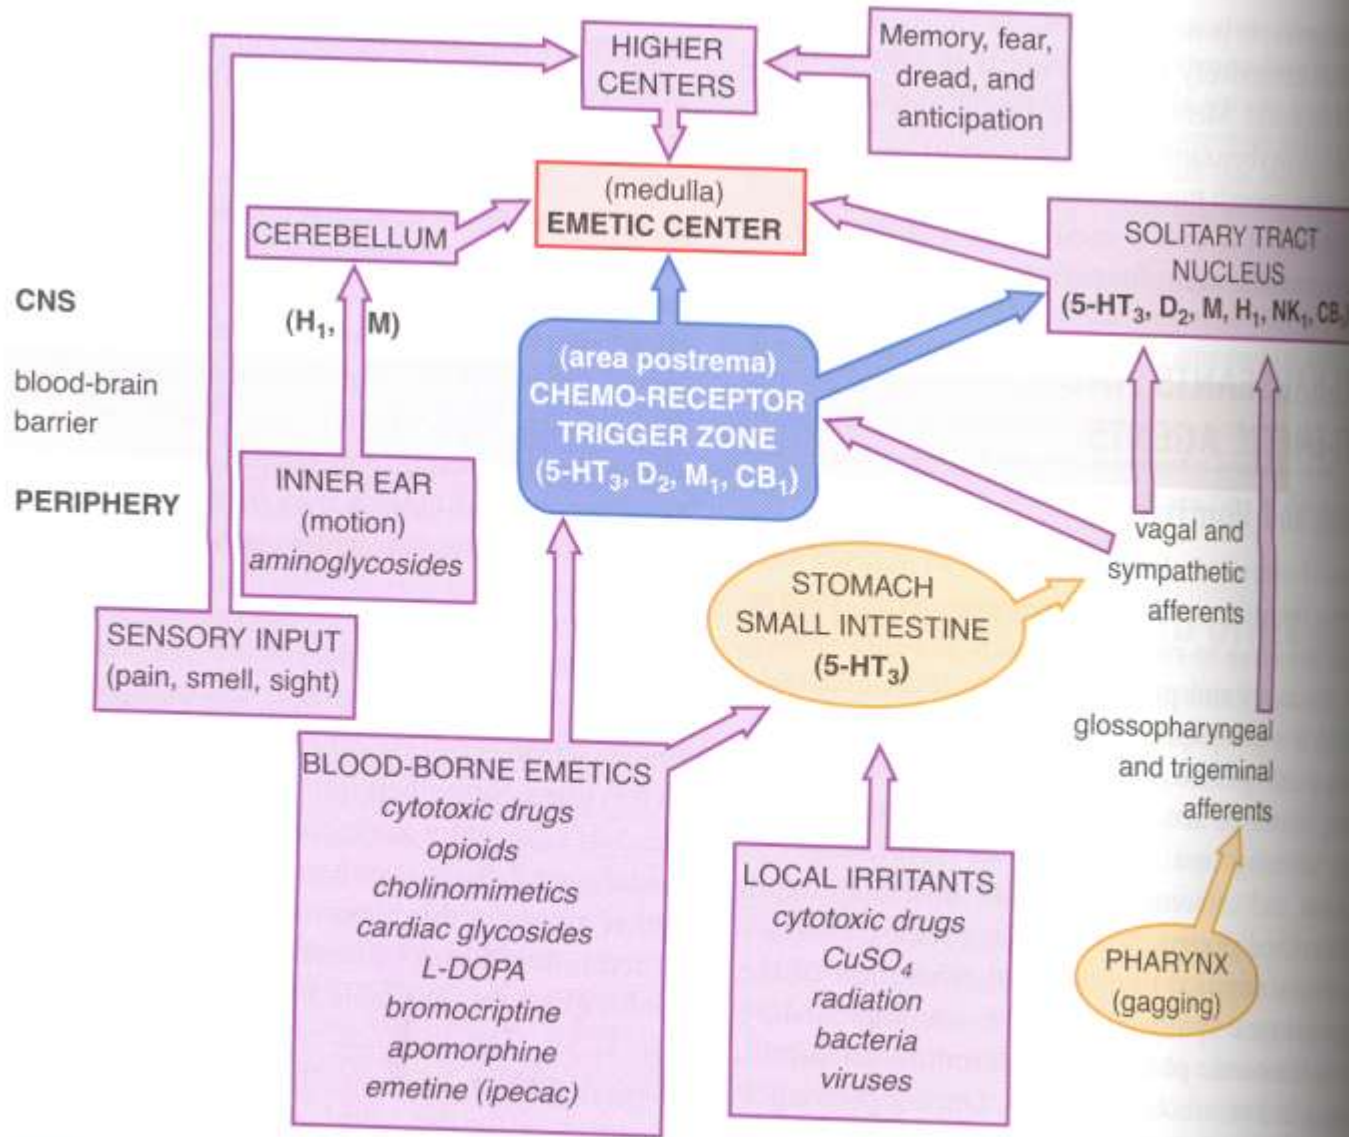 HIGHER
CENTERS
Memory, fear,
dread, and
anticipation
(medulla)
EMETIC CENTER
CEREBELLUM
SOLITARY TRACT
NUCLEUS
(5-HT₃, D₂, M, H₁, NK₁, CB₁)
CNS
(H₁, M)
blood-brain
barrier
(area postrema)
CHEMO-RECEPTOR
TRIGGER ZONE
(5-HT₃, D₂, M₁, CB₁)
PERIPHERY
INNER EAR
(motion)
aminoglycosides
vagal and
sympathetic
afferents
STOMACH
SMALL INTESTINE
(5-HT₃)
SENSORY INPUT
(pain, smell, sight)
glossopharyngeal
and trigeminal
afferents
BLOOD-BORNE EMETICS
cytotoxic drugs
opioids
cholinomimetics
cardiac glycosides
L-DOPA
bromocriptine
apomorphine
emetine (ipecac)
LOCAL IRRITANTS
cytotoxic drugs
CuSO₄
radiation
bacteria
viruses
PHARYNX
(gagging)